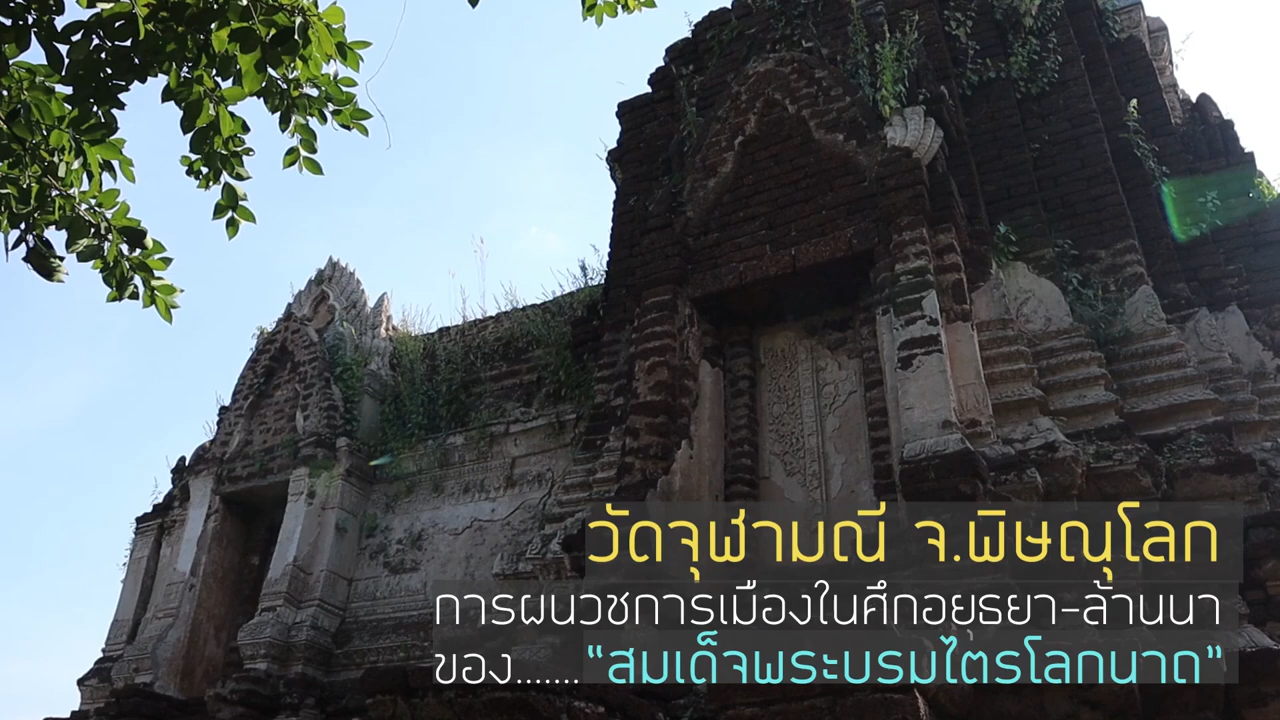 วัดจุฬามณี จ.พิษณุโลก
การผนวชการเมืองในศึกอยุธยา-ล้านนา
ของ....... “สมเด็จพระบรมไตรโลกนาถ”